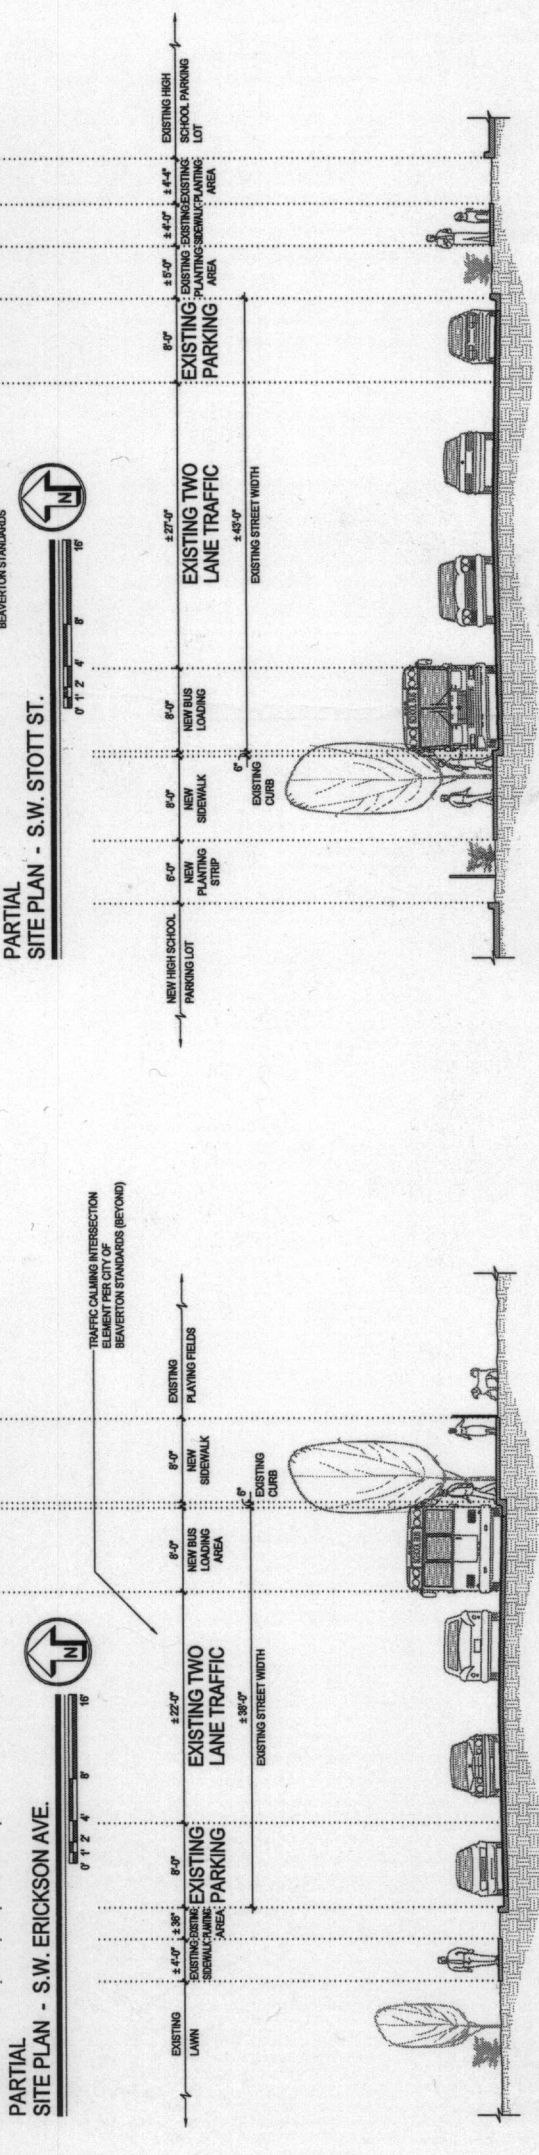 PARTIAL
SITE PLAN - S.W. ERICKSON AVE.
0' 1' 2' 4' 8' 16'
N
TRAFFIC CALMING INTERSECTION
ELEMENT PER CITY OF
BEAVERTON STANDARDS (BEYOND)
EXISTING
LAWN
± 4'-0"
EXISTING
SIDEWALK
± 36"
EXISTING
PLANTING
AREA
8'-0"
EXISTING
PARKING
± 22'-0"
EXISTING TWO
LANE TRAFFIC
8'-0"
NEW BUS
LOADING
AREA
8'-0"
NEW
SIDEWALK
EXISTING
PLAYING FIELDS
± 38'-0"
EXISTING STREET WIDTH
6"
EXISTING
CURB
PARTIAL
SITE PLAN - S.W. STOTT ST.
0' 1' 2' 4' 8' 16'
N
BEAVERTON STANDARDS
NEW HIGH SCHOOL
PARKING LOT
6'-0"
NEW
PLANTING
STRIP
8'-0"
NEW
SIDEWALK
8'-0"
NEW BUS
LOADING
± 27'-0"
EXISTING TWO
LANE TRAFFIC
8'-0"
EXISTING
PARKING
± 5'-0"
EXISTING
PLANTING
AREA
± 4'-0"
EXISTING
SIDEWALK
± 4'-4"
EXISTING
PLANTING
AREA
EXISTING HIGH
SCHOOL PARKING
LOT
6"
EXISTING
CURB
± 43'-0"
EXISTING STREET WIDTH